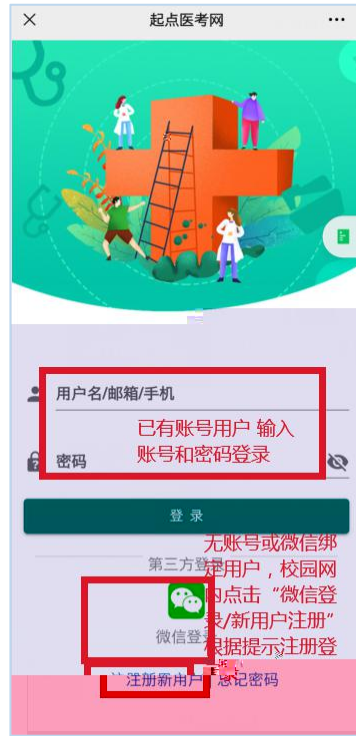 起点医考网
用户名/邮箱/手机
已有账号用户 输入
账号和密码登录
密码
登 录
无账号或微信绑
第三方登录
定用户，校园网
内点击“微信登
微信登
录/新用户注册”
根据提示注册登
注册新用户
忘记密码